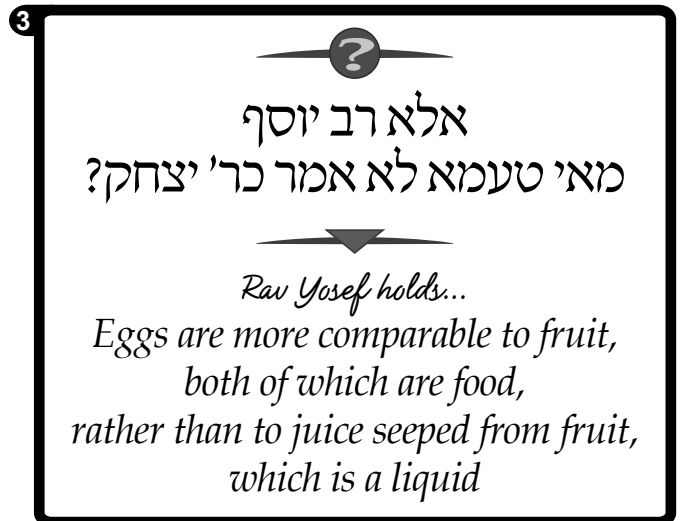 3
?
אלא רב יוסף
מאי טעמא לא אמר כר' יצחק?
Rav Yosef holds...
Eggs are more comparable to fruit,
both of which are food,
rather than to juice seeped from fruit,
which is a liquid